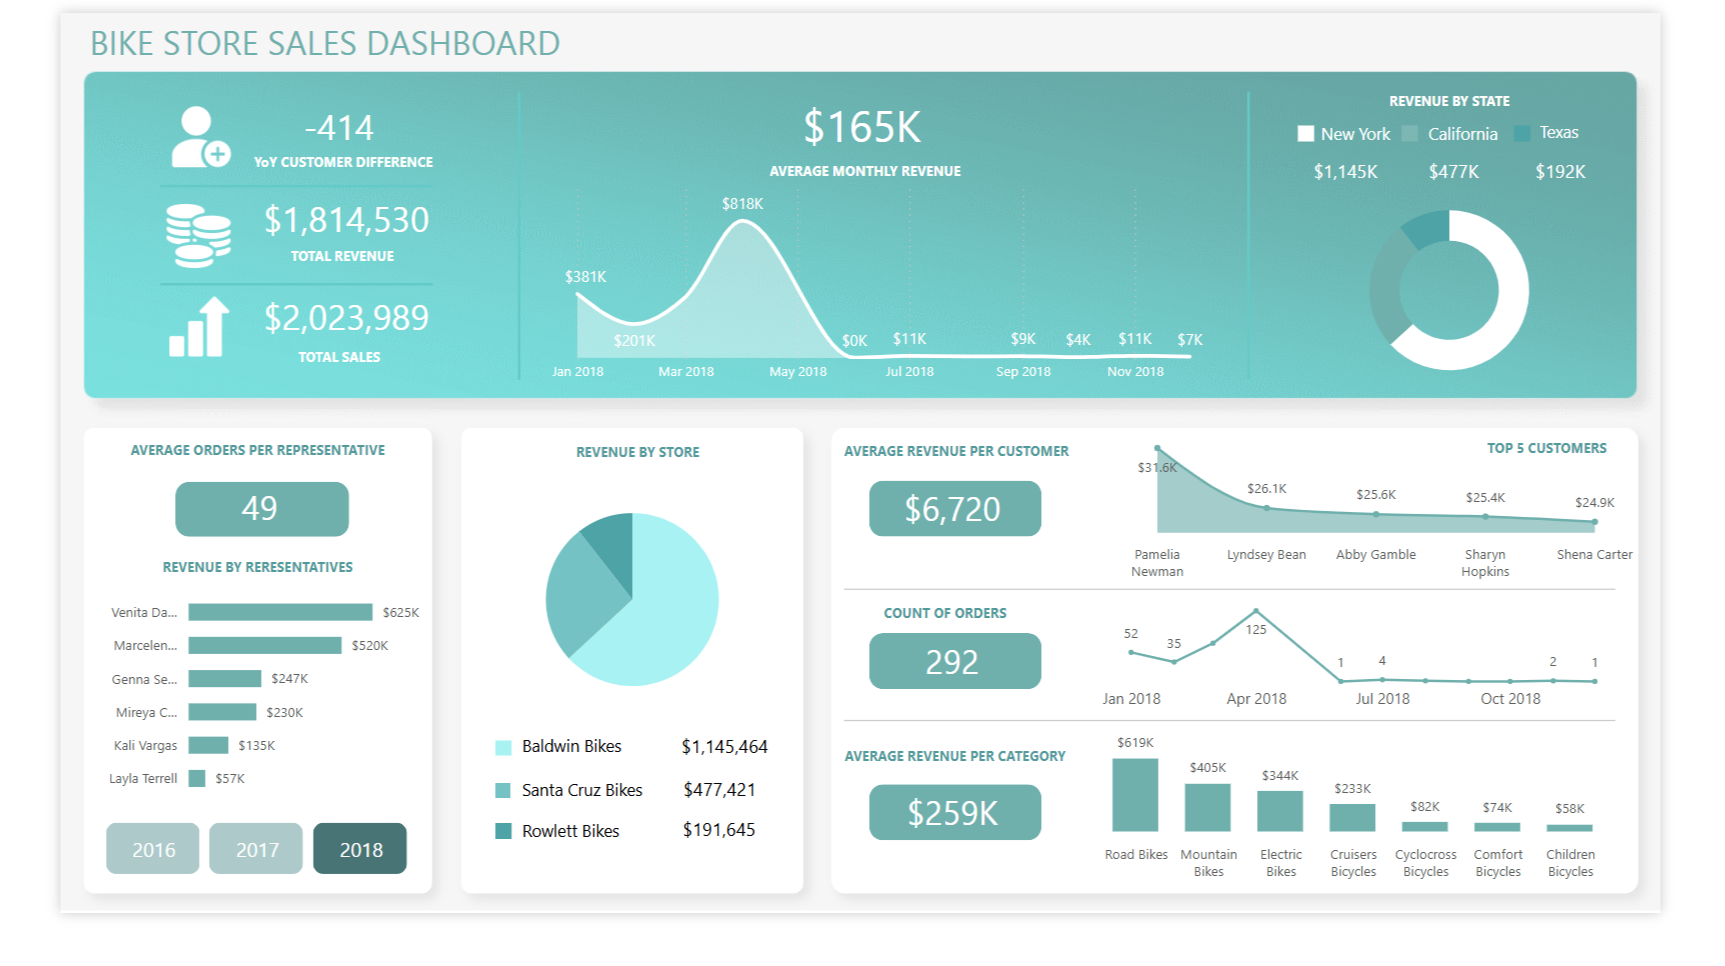 BIKE STORE SALES DASHBOARD
-414
YoY CUSTOMER DIFFERENCE
$1,814,530
TOTAL REVENUE
$2,023,989
TOTAL SALES
$165K
AVERAGE MONTHLY REVENUE
$818K
$381K
$201K
$0K $11K $9K $4K $11K $7K
Jan 2018 Mar 2018 May 2018 Jul 2018 Sep 2018 Nov 2018
REVENUE BY STATE
New York California Texas
$1,145K $477K $192K
AVERAGE ORDERS PER REPRESENTATIVE
49
REVENUE BY RERESENTATIVES
Venita Da... $625K
Marcelen... $520K
Genna Se... $247K
Mireya C... $230K
Kali Vargas $135K
Layla Terrell $57K
2016 2017 2018
REVENUE BY STORE
Baldwin Bikes $1,145,464
Santa Cruz Bikes $477,421
Rowlett Bikes $191,645
AVERAGE REVENUE PER CUSTOMER
$6,720
TOP 5 CUSTOMERS
$31.6K $26.1K $25.6K $25.4K $24.9K
Pamelia Lyndsey Bean Abby Gamble Sharyn Shena Carter
Newman Hopkins
COUNT OF ORDERS
292
52 35 125 1 4 2 1
Jan 2018 Apr 2018 Jul 2018 Oct 2018
AVERAGE REVENUE PER CATEGORY
$259K
$619K $405K $344K $233K $82K $74K $58K
Road Bikes Mountain Electric Cruisers Cyclocross Comfort Children
Bikes Bikes Bicycles Bicycles Bicycles Bicycles